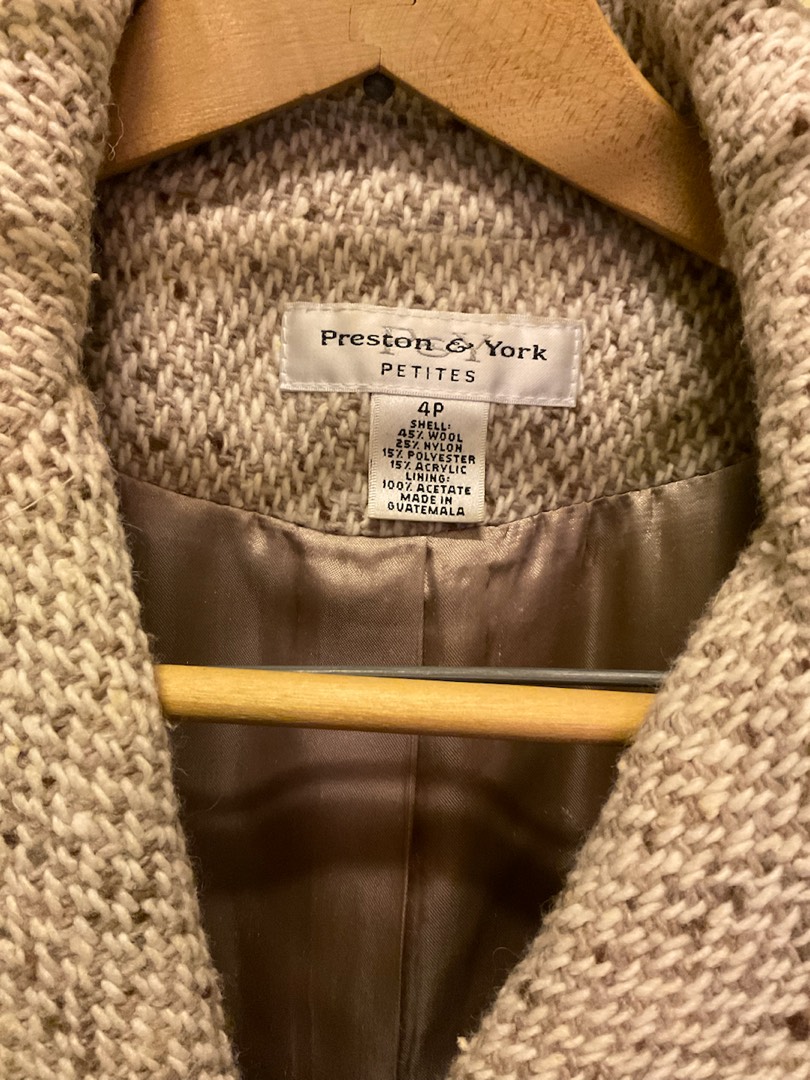 P&Y
Preston & York
PETITES
4P
SHELL:
45% WOOL
25% NYLON
15% POLYESTER
15% ACRYLIC
LINING:
100% ACETATE
MADE IN
GUATEMALA